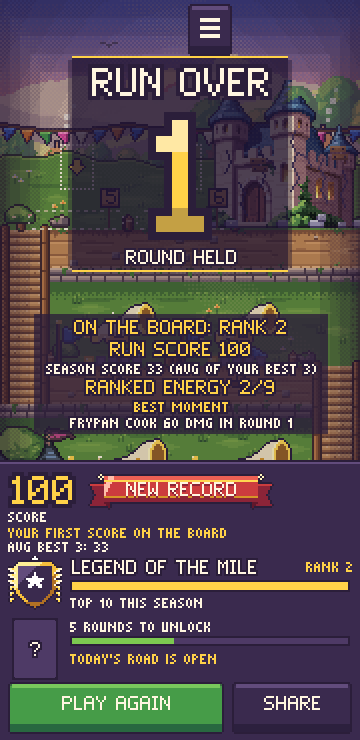 RUN OVER
5
6
1
ROUND HELD
ON THE BOARD: RANK 2
RUN SCORE 100
SEASON SCORE 33 (AVG OF YOUR BEST 3)
RANKED ENERGY 2/9
BEST MOMENT
FRYPAN COOK 60 DMG IN ROUND 1
100
NEW RECORD
SCORE
YOUR FIRST SCORE ON THE BOARD
AVG BEST 3: 33
LEGEND OF THE MILE
RANK 2
TOP 10 THIS SEASON
?
5 ROUNDS TO UNLOCK
TODAY'S ROAD IS OPEN
PLAY AGAIN
SHARE